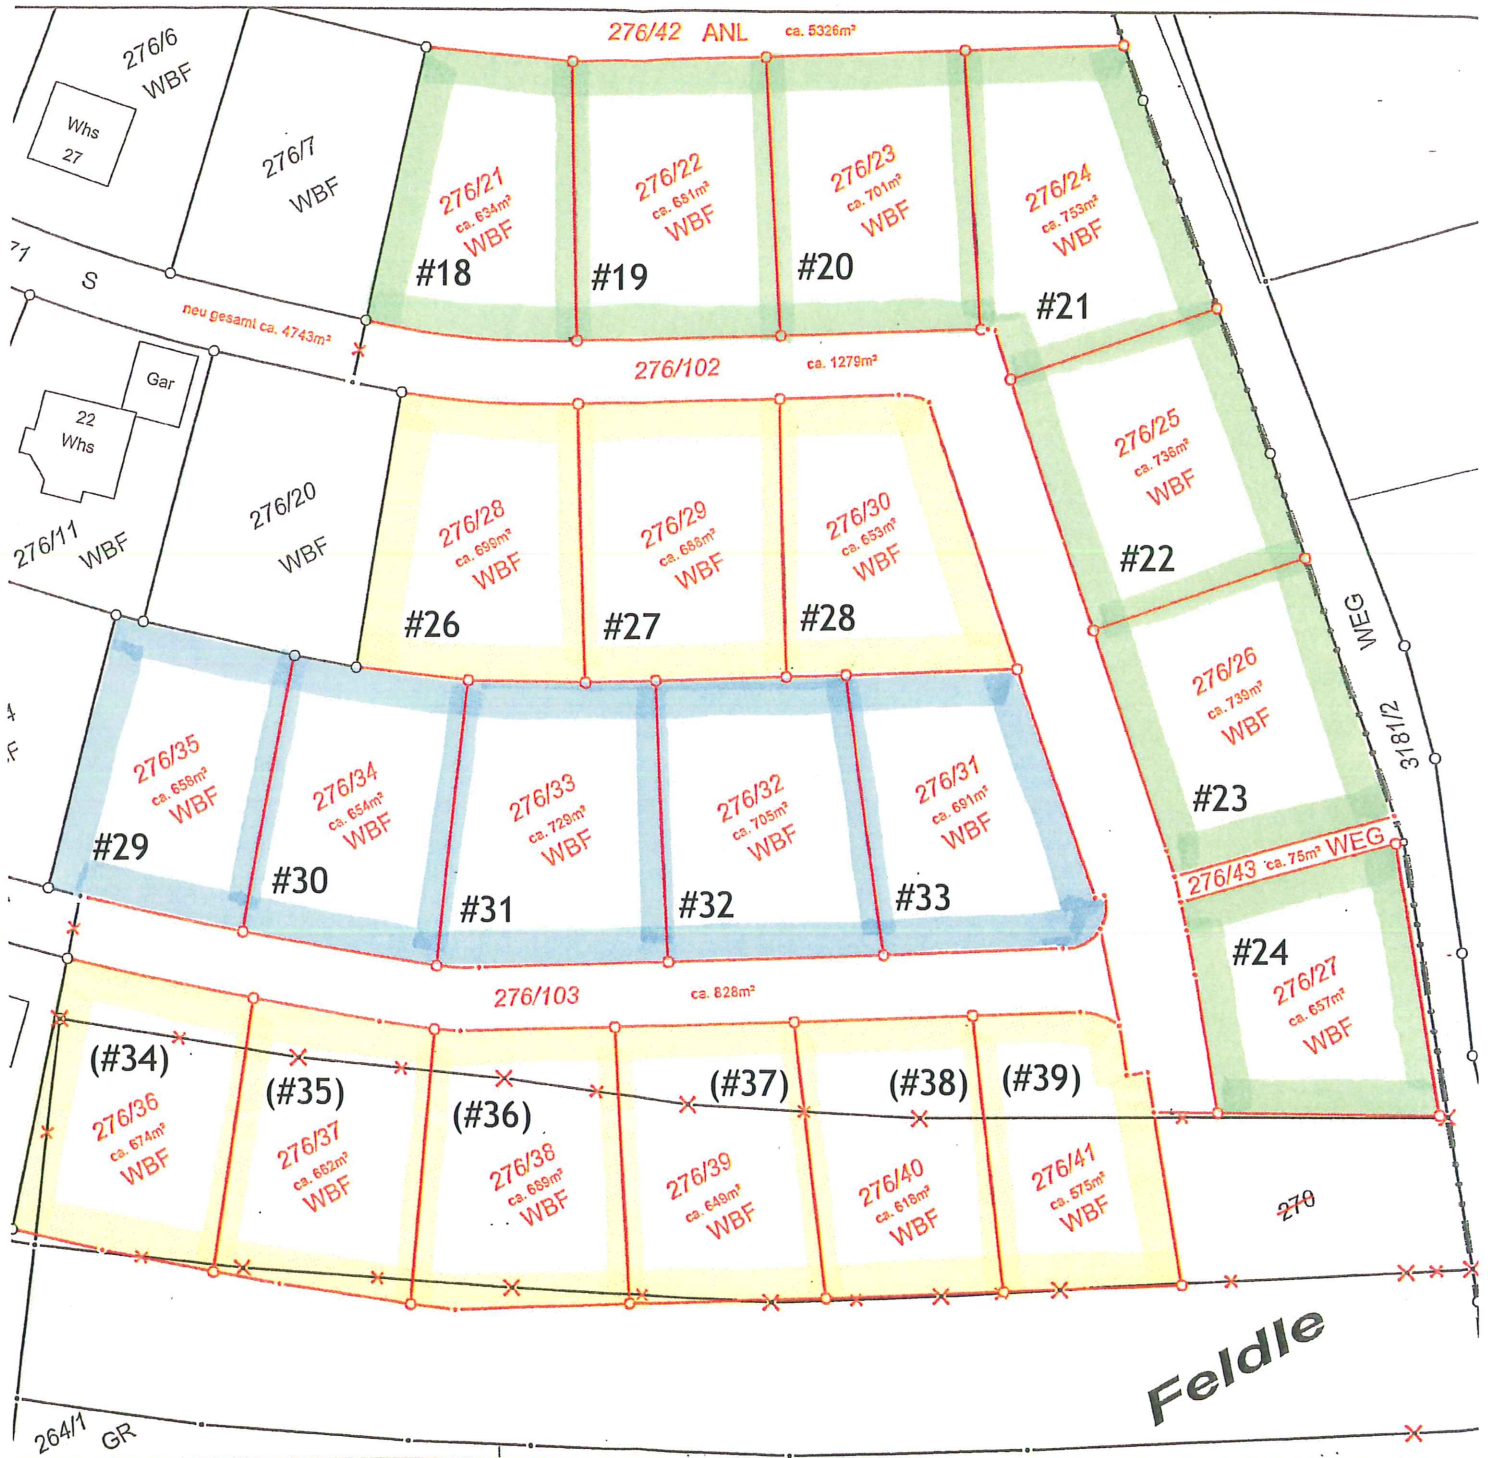 276/42 ANL ca. 5326m²
276/6
WBF
Whs
27
276/7
WBF
276/21
ca. 634m²
WBF
#18
276/22
ca. 681m²
WBF
#19
276/23
ca. 701m²
WBF
#20
276/24
ca. 753m²
WBF
#21
71
S
neu gesamt ca. 4743m²
276/102 ca. 1279m²
Gar
22
Whs
276/11 WBF
276/20
WBF
276/28
ca. 699m²
WBF
#26
276/29
ca. 688m²
WBF
#27
276/30
ca. 653m²
WBF
#28
276/25
ca. 736m²
WBF
#22
WEG
3181/2
276/26
ca. 739m²
WBF
#23
276/35
ca. 658m²
WBF
#29
276/34
ca. 654m²
WBF
#30
276/33
ca. 729m²
WBF
#31
276/32
ca. 705m²
WBF
#32
276/31
ca. 691m²
WBF
#33
276/43 ca. 75m² WEG
#24
276/27
ca. 657m²
WBF
276/103 ca. 828m²
(#34)
276/36
ca. 674m²
WBF
(#35)
276/37
ca. 662m²
WBF
(#36)
276/38
ca. 689m²
WBF
(#37)
276/39
ca. 649m²
WBF
(#38)
276/40
ca. 618m²
WBF
(#39)
276/41
ca. 575m²
WBF
270
Feldle
264/1 GR